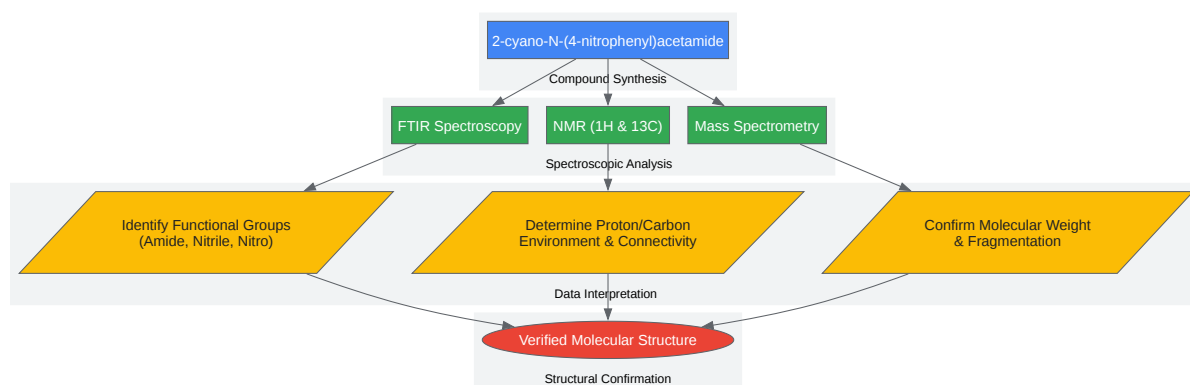 2-cyano-N-(4-nitrophenyl)acetamide
Compound Synthesis
FTIR Spectroscopy
NMR (1H & 13C)
Mass Spectrometry
Spectroscopic Analysis
Identify Functional Groups
(Amide, Nitrile, Nitro)
Determine Proton/Carbon
Environment & Connectivity
Confirm Molecular Weight
& Fragmentation
Data Interpretation
Verified Molecular Structure
Structural Confirmation